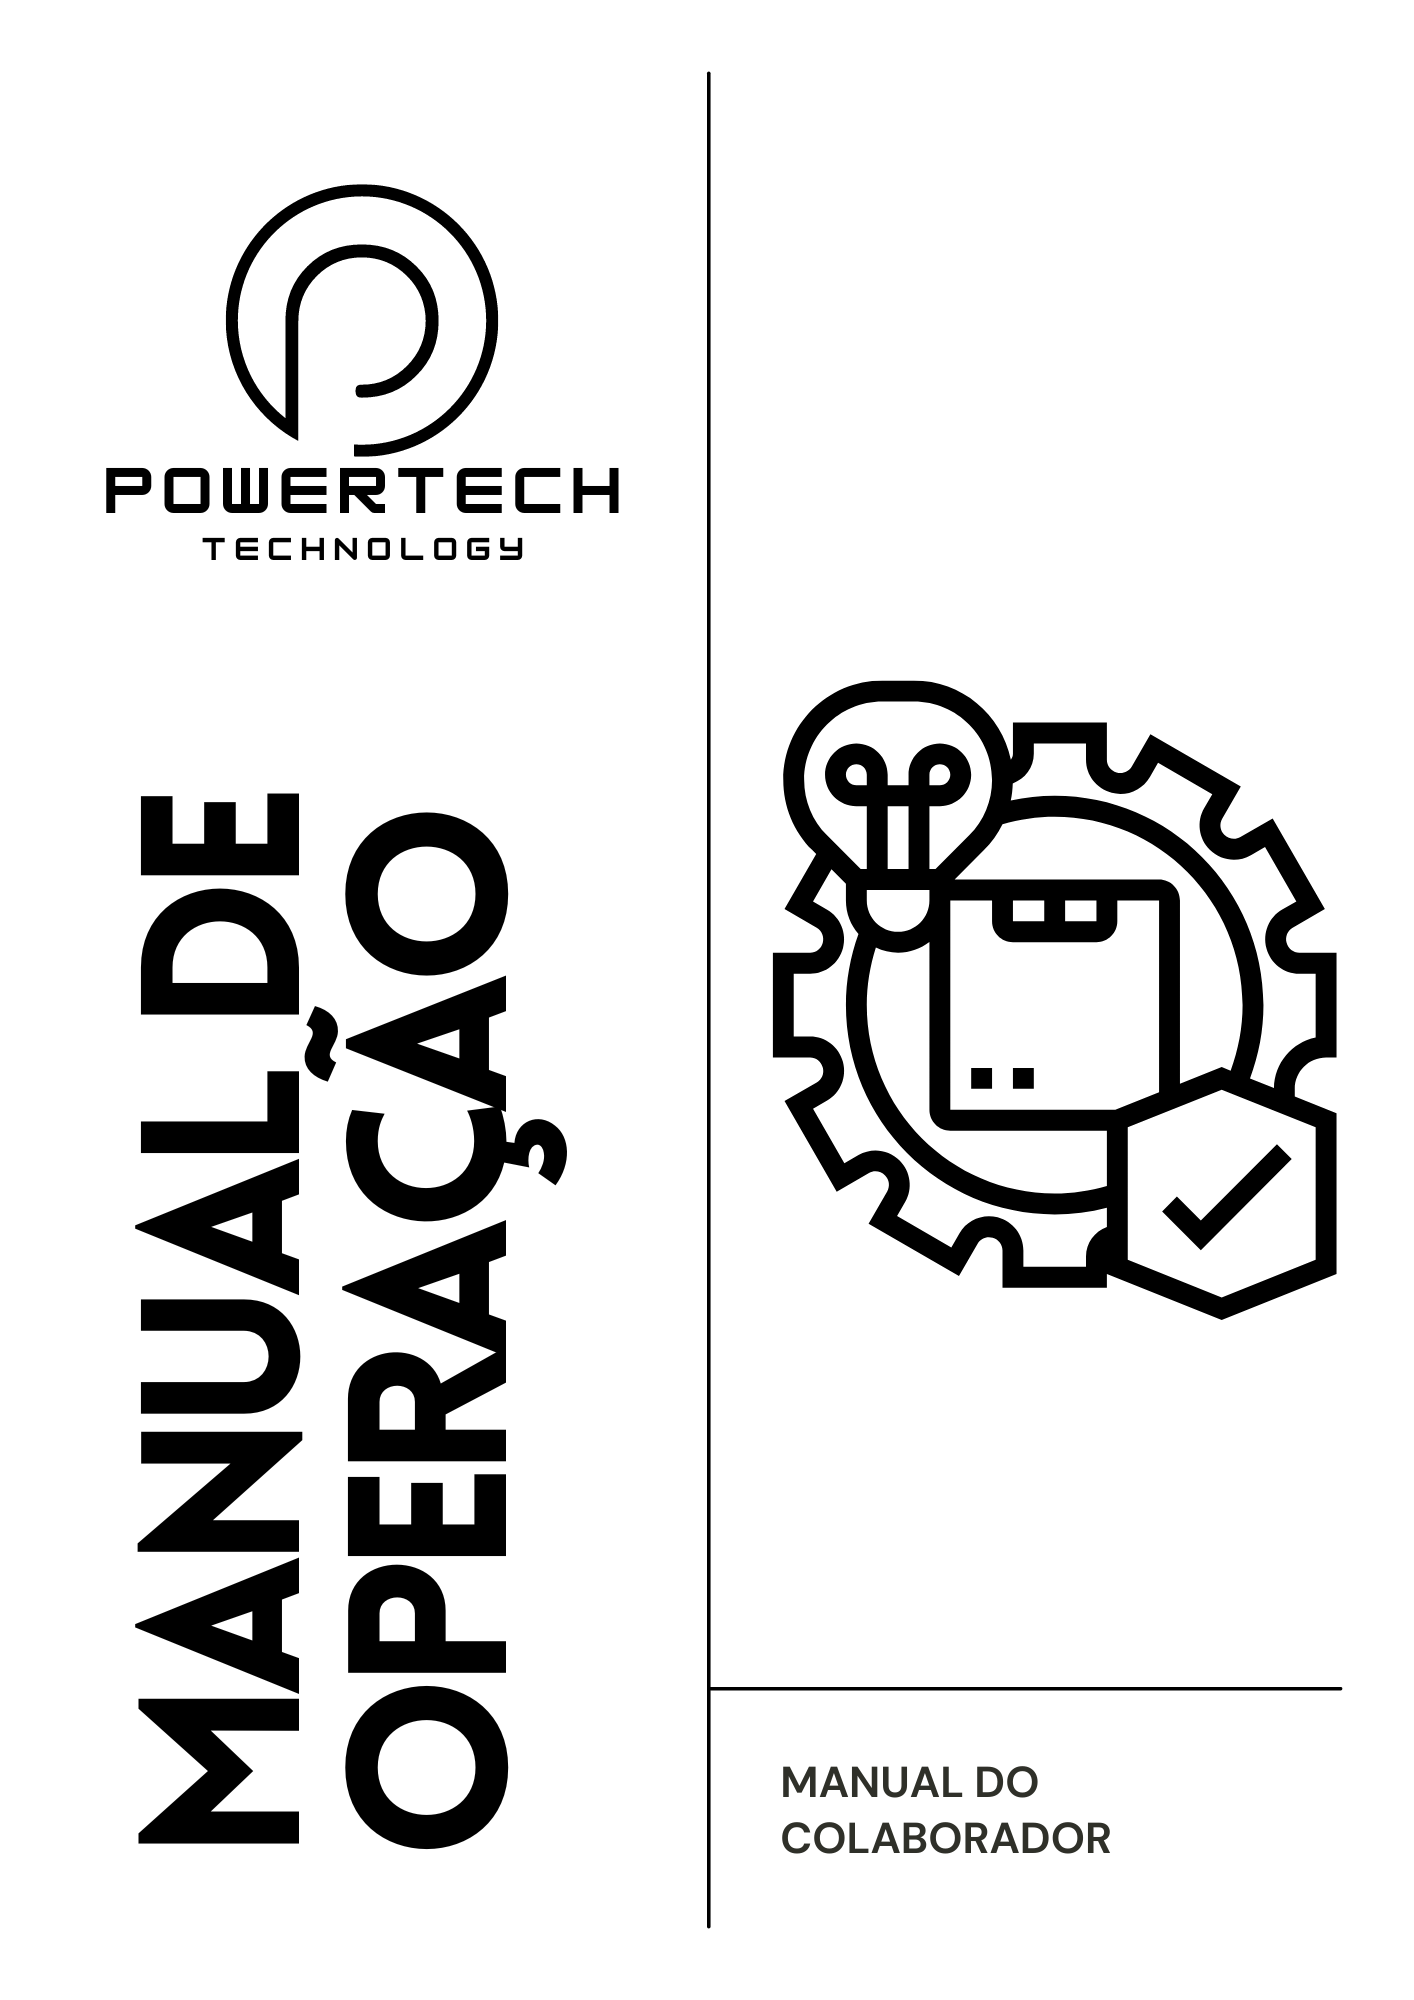 POWERTECH
TECHNOLOGY
MANUAL DE
OPERAÇÃO
MANUAL DO
COLABORADOR